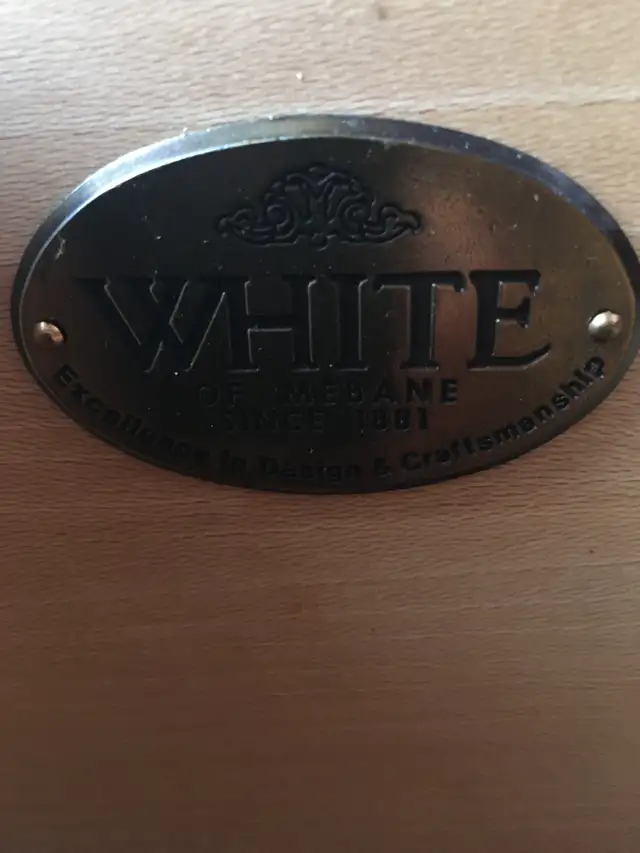 WHITE
OF MEBANE
SINCE 1881
Excellence in Design & Craftsmanship